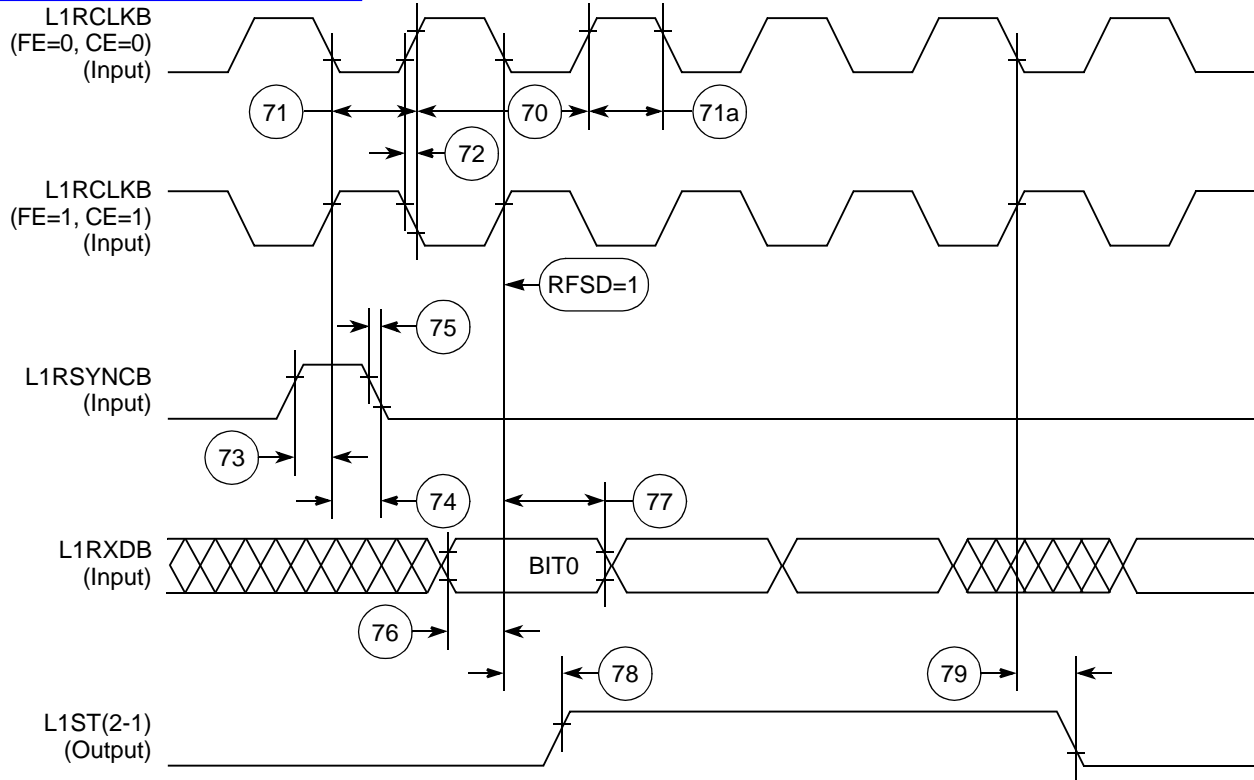 L1RCLKB
(FE=0, CE=0)
(Input)
71
70
71a
72
L1RCLKB
(FE=1, CE=1)
(Input)
RFSD=1
75
L1RSYNCB
(Input)
73
74
77
L1RXDB
(Input)
BIT0
76
78
79
L1ST(2-1)
(Output)